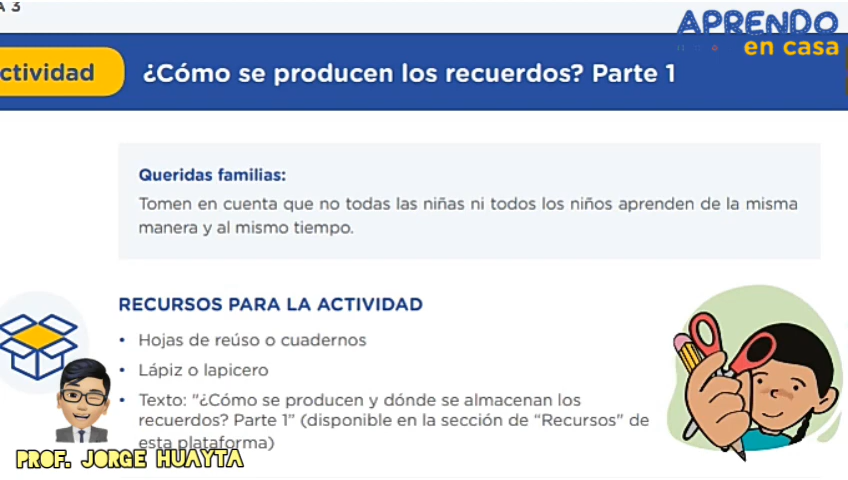 A 3
APRENDO
en casa
ctividad
¿Cómo se producen los recuerdos? Parte 1
Queridas familias:
Tomen en cuenta que no todas las niñas ni todos los niños aprenden de la misma
manera y al mismo tiempo.
RECURSOS PARA LA ACTIVIDAD
• Hojas de reúso o cuadernos
• Lápiz o lapicero
• Texto: "¿Cómo se producen y dónde se almacenan los
recuerdos? Parte 1” (disponible en la sección de “Recursos" de
esta plataforma)
PROF. JORGE HUAYTA